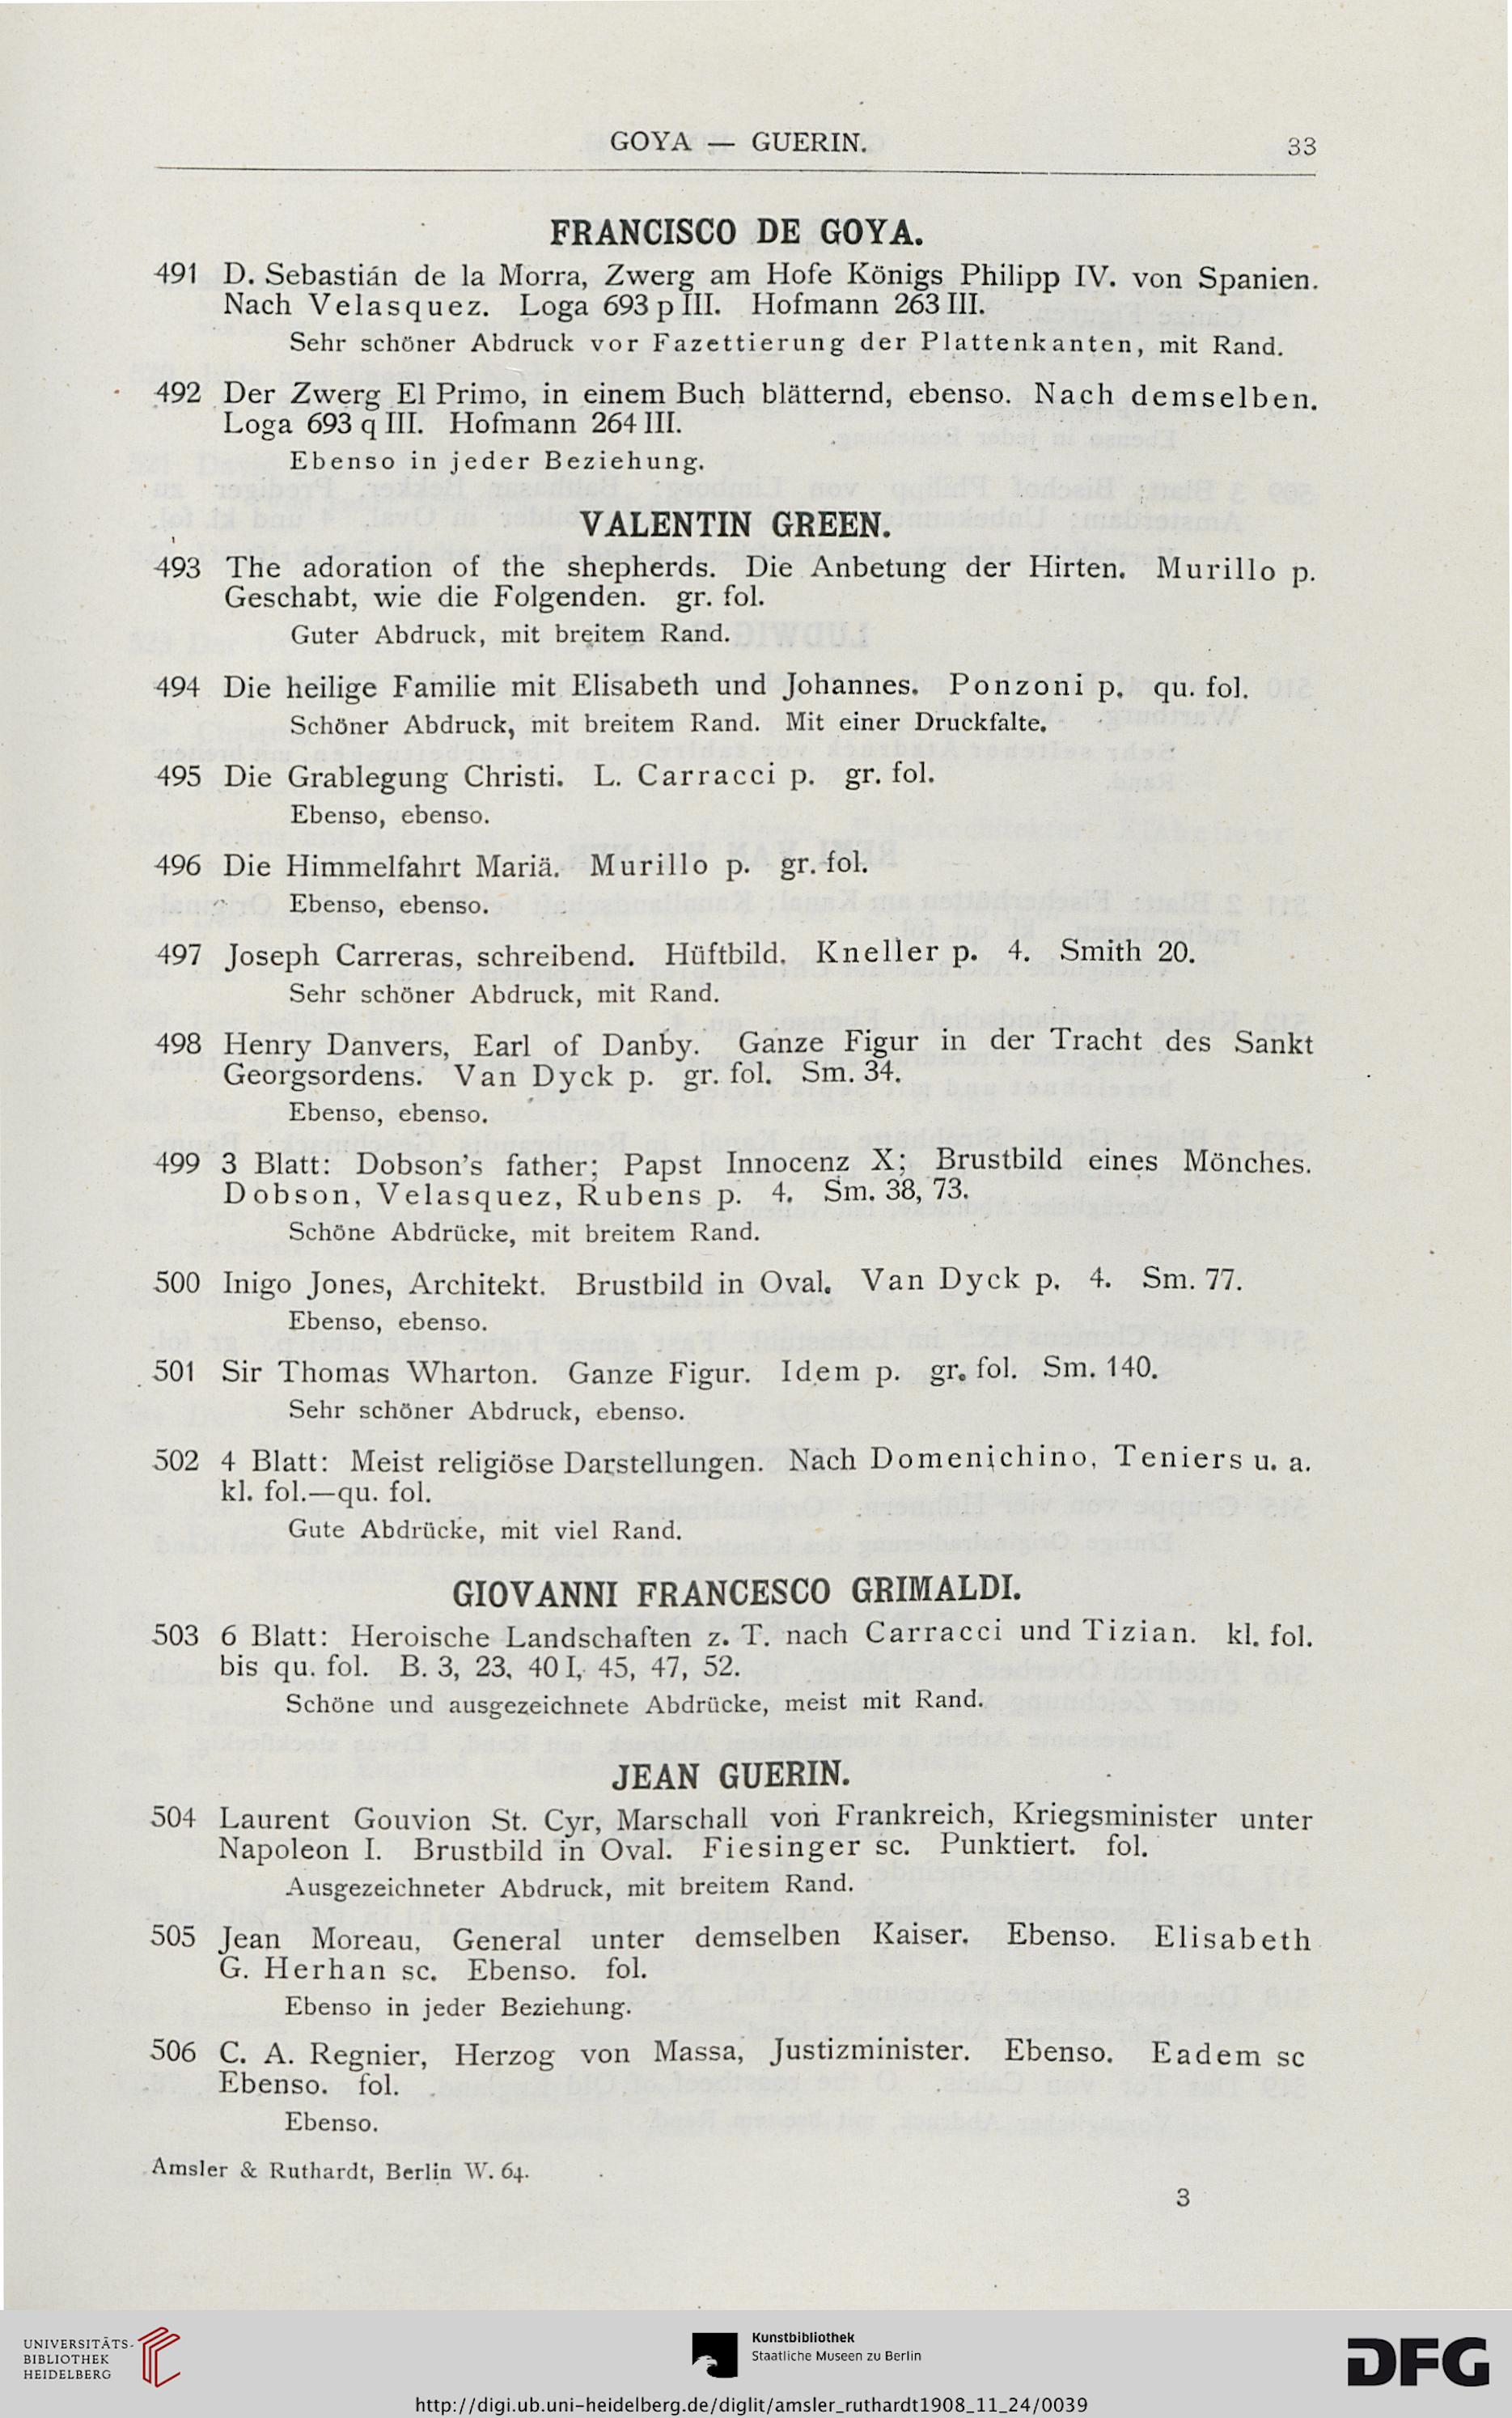 GOYA — GUERIN.
33
FRANCISCO DE GOYA.
491 D. Sebastián de la Morra, Zwerg am Hofe Königs Philipp IV. von Spanien.
Nach Velasquez. Loga 693 p III. Hofmann 263 III.
Sehr schöner Abdruck vor Fazettierung der Plattenkanten, mit Rand.
492 Der Zwerg El Primo, in einem Buch blätternd, ebenso. Nach demselben.
Loga 693 q III. Hofmann 264 III.
Ebenso in jeder Beziehung.
VALENTIN GREEN.
493 The adoration of the shepherds. Die Anbetung der Hirten. Murillo p.
Geschabt, wie die Folgenden. gr. fol.
Guter Abdruck, mit breitem Rand.
494 Die heilige Familie mit Elisabeth und Johannes. Ponzoni p. qu. fol.
Schöner Abdruck, mit breitem Rand. Mit einer Druckfalte.
495 Die Grablegung Christi. L. Carracci p. gr. fol.
Ebenso, ebenso.
496 Die Himmelfahrt Mariä. Murillo p. gr. fol.
Ebenso, ebenso.
497 Joseph Carreras, schreibend. Hüftbild. Kneller p. 4. Smith 20.
Sehr schöner Abdruck, mit Rand.
498 Henry Danvers, Earl of Danby. Ganze Figur in der Tracht des Sankt
Georgsordens. Van Dyck p. gr. fol. Sm. 34.
Ebenso, ebenso.
499 3 Blatt: Dobson's father; Papst Innocenz X; Brustbild eines Mönches.
Dobson, Velasquez, Rubens p. 4. Sm. 38, 73.
Schöne Abdrücke, mit breitem Rand.
500 Inigo Jones, Architekt. Brustbild in Oval. Van Dyck p. 4. Sm. 77.
Ebenso, ebenso.
501 Sir Thomas Wharton. Ganze Figur. Idem p. gr. fol. Sm. 140.
Sehr schöner Abdruck, ebenso.
502 4 Blatt: Meist religiöse Darstellungen. Nach Domenichino, Teniers u. a.
kl. fol.—qu. fol.
Gute Abdrücke, mit viel Rand.
GIOVANNI FRANCESCO GRIMALDI.
503 6 Blatt: Heroische Landschaften z. T. nach Carracci und Tizian. kl. fol.
bis qu. fol. B. 3, 23, 40 I, 45, 47, 52.
Schöne und ausgezeichnete Abdrücke, meist mit Rand.
JEAN GUERIN.
504 Laurent Gouvion St. Cyr, Marschall von Frankreich, Kriegsminister unter
Napoleon I. Brustbild in Oval. Fiesinger sc. Punktiert. fol.
Ausgezeichneter Abdruck, mit breitem Rand.
505 Jean Moreau, General unter demselben Kaiser. Ebenso. Elisabeth
G. Herhan sc. Ebenso. fol.
Ebenso in jeder Beziehung.
506 C. A. Regnier, Herzog von Massa, Justizminister. Ebenso. Eadem sc
Ebenso. fol.
Ebenso.
Amsler & Ruthardt, Berlin W. 64.
3
UNIVERSITÄTS-
BIBLIOTHEK
HEIDELBERG
Kunstbibliothek
Staatliche Museen zu Berlin
DFG
http://digi.ub.uni-heidelberg.de/diglit/amsler_ruthardt1908_11_24/0039